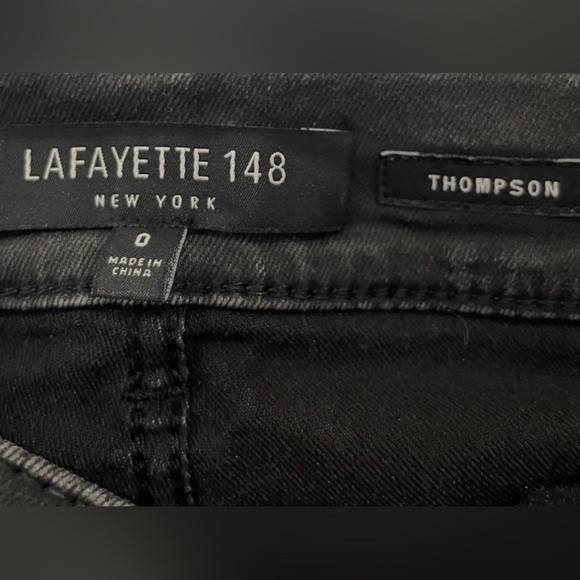 LAFAYETTE 148
NEW YORK
0
MADE IN
CHINA
THOMPSON